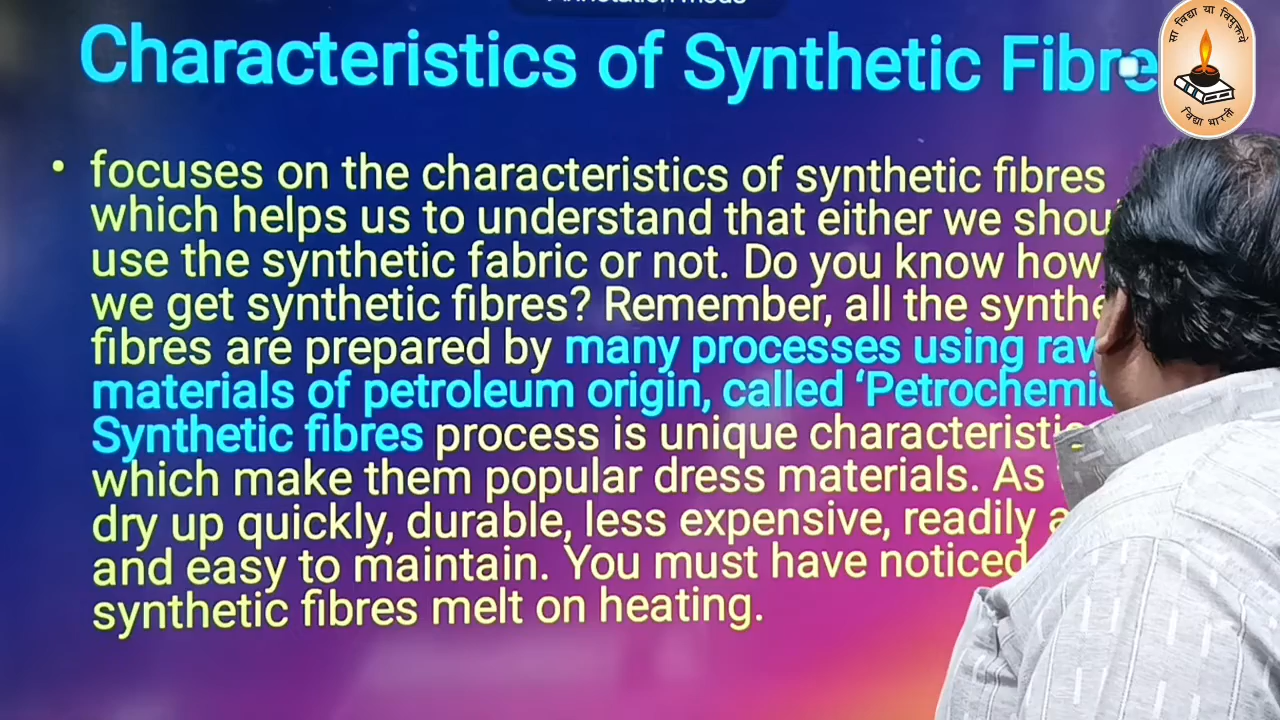 Characteristics of Synthetic Fibre
सा विद्या या विमुक्तये
विद्या भारती
• focuses on the characteristics of synthetic fibres
which helps us to understand that either we
use the synthetic fabric or not. Do you know how
we get synthetic fibres? Remember, all the
fibres are prepared by many processes using raw
materials of petroleum origin, called
Synthetic fibres process is unique
which make them popular dress materials. As
dry up quickly, durable, less expensive, readily
and easy to maintain. You must have noticed
synthetic fibres melt on heating.